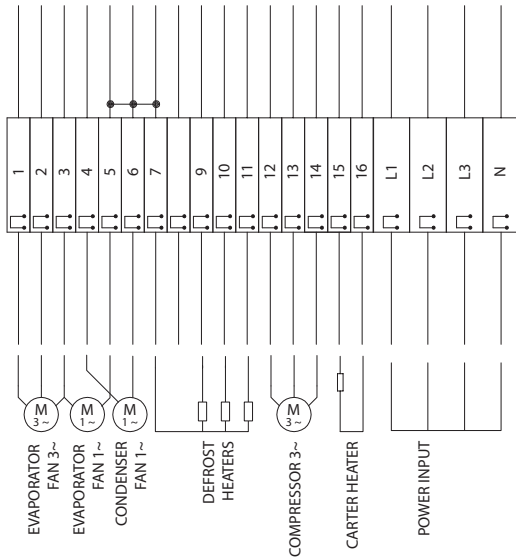 1
2
3
4
5
6
7
9
10
11
12
13
14
15
16
L1
L2
L3
N
M
3~
M
1~
M
1~
M
3~
EVAPORATOR
FAN 3~
EVAPORATOR
FAN 1~
CONDENSER
FAN 1~
DEFROST
HEATERS
COMPRESSOR 3~
CARTER HEATER
POWER INPUT